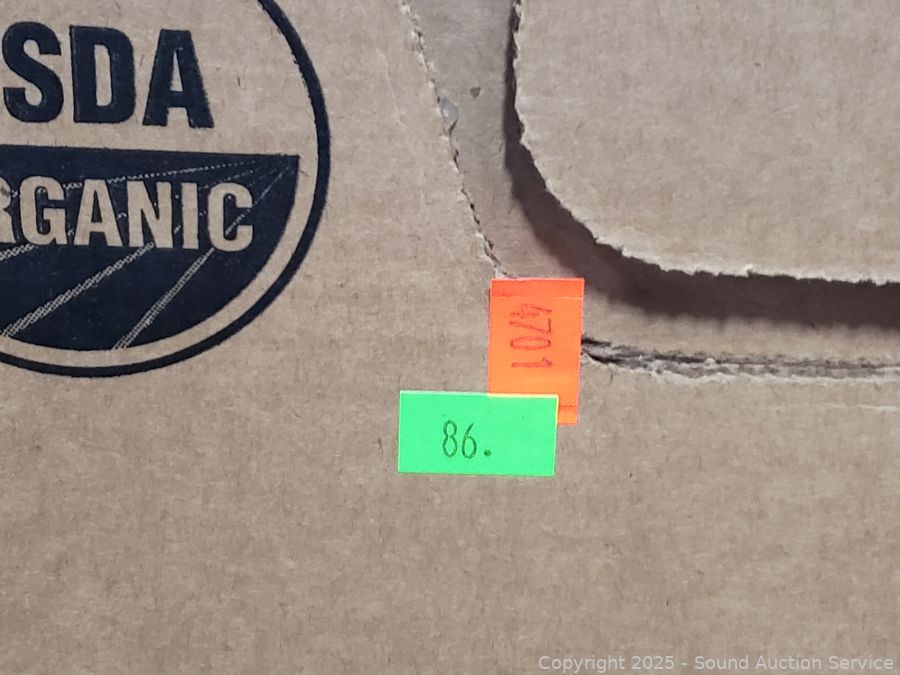 SDA
RGANIC
4701
86.
Copyright 2025 - Sound Auction Service